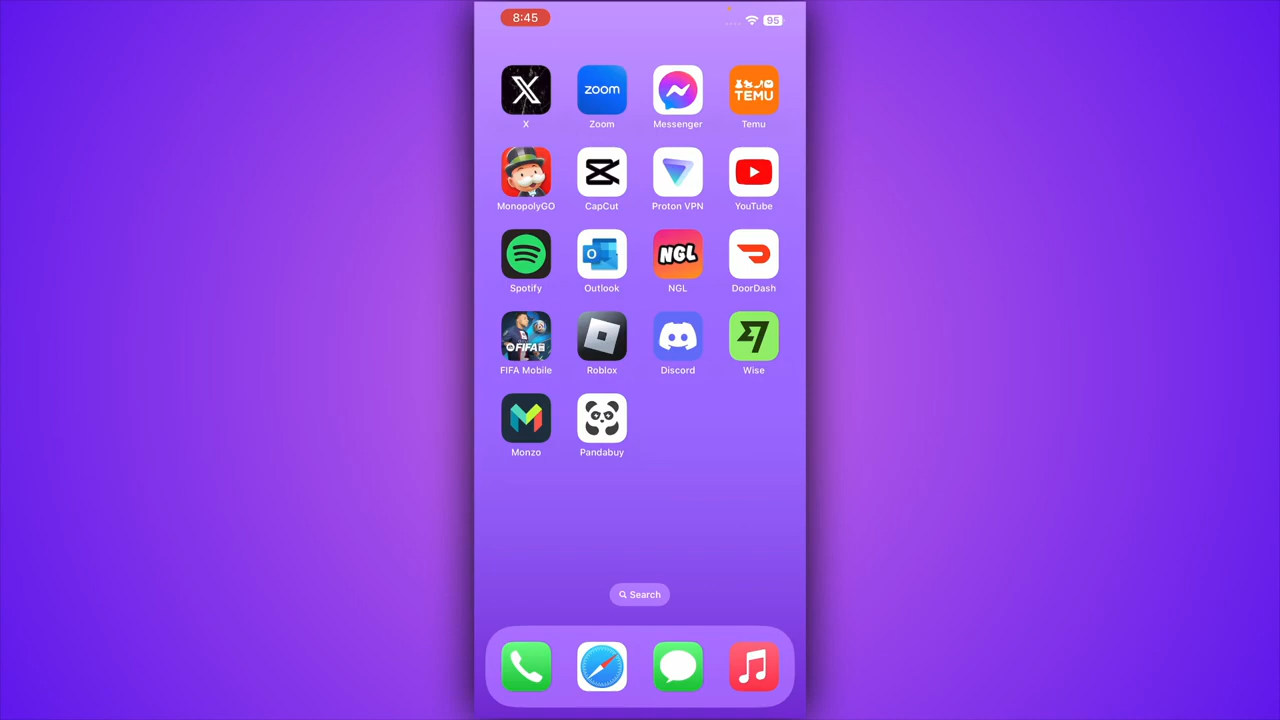 8:45
95
zoom
TEMU
X
Zoom
Messenger
Temu
MonopolyGO
CapCut
Proton VPN
YouTube
NGL
Spotify
Outlook
NGL
DoorDash
FIFA
FIFA Mobile
Roblox
Discord
Wise
Monzo
Pandabuy
Search